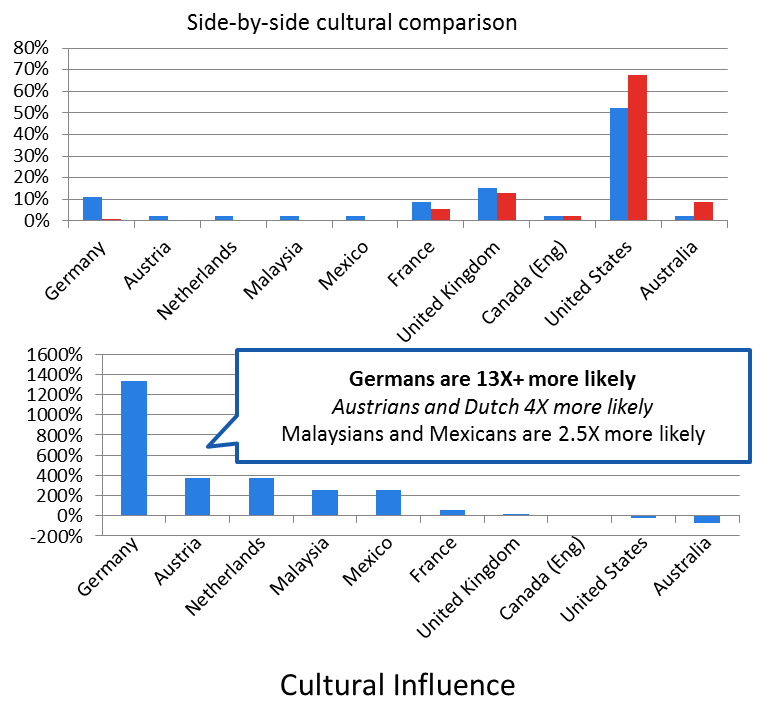 Side-by-side cultural comparison
80%
70%
60%
50%
40%
30%
20%
10%
0%
Germany
Austria
Netherlands
Malaysia
Mexico
France
United Kingdom
Canada (Eng)
United States
Australia
1600%
1400%
1200%
1000%
800%
600%
400%
200%
0%
-200%
Germans are 13X+ more likely
Austrians and Dutch 4X more likely
Malaysians and Mexicans are 2.5X more likely
Germany
Austria
Netherlands
Malaysia
Mexico
France
United Kingdom
Canada (Eng)
United States
Australia
Cultural Influence